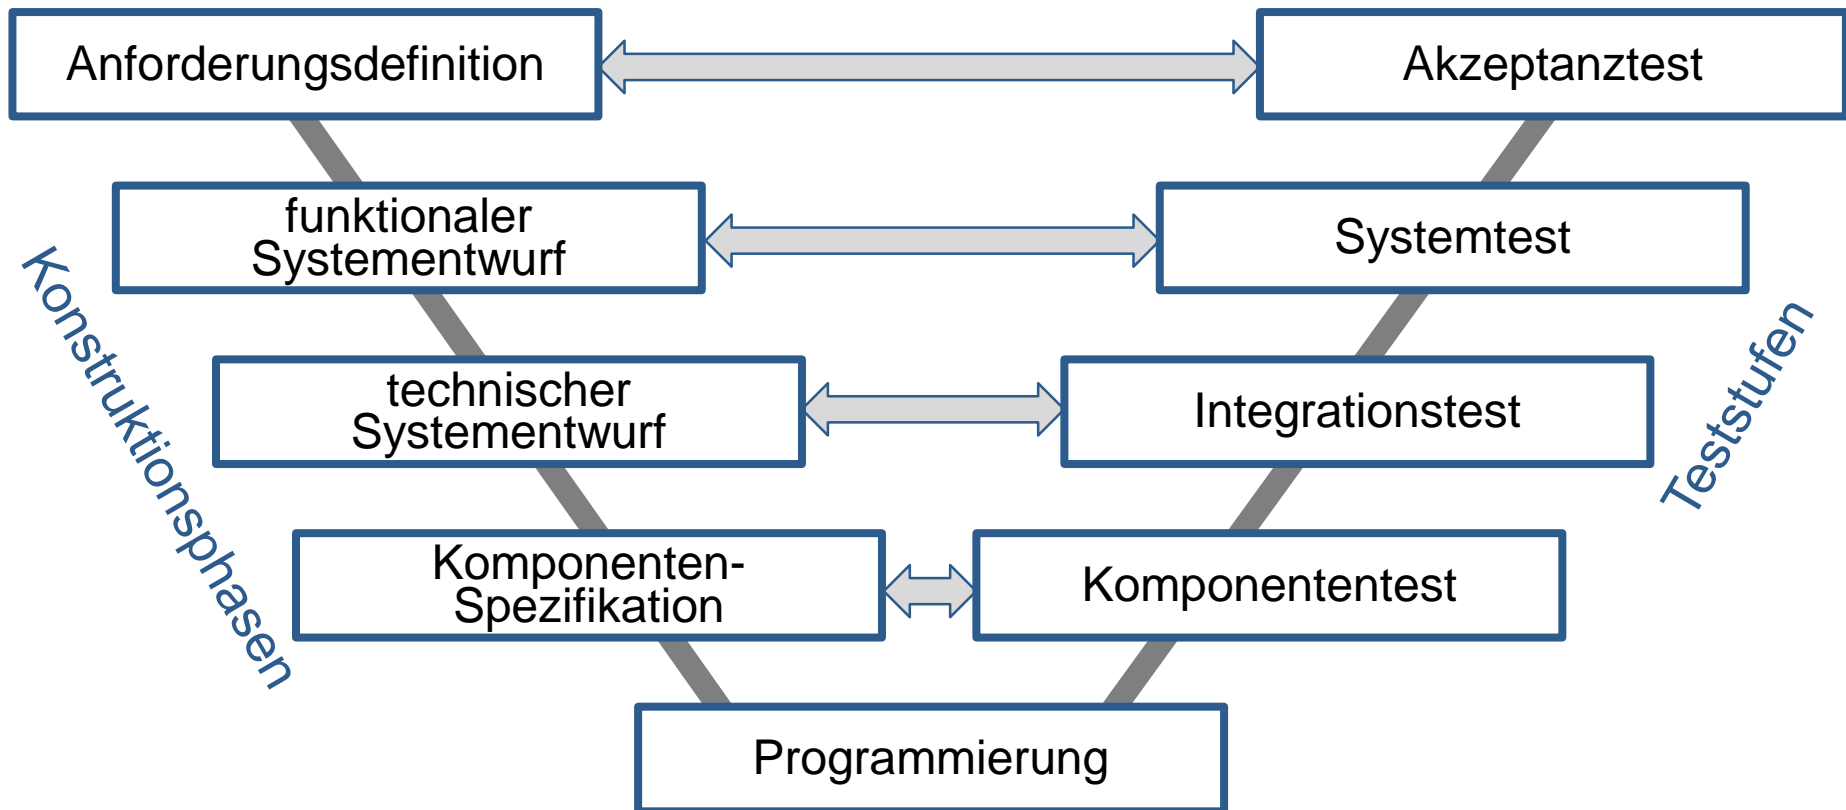 Anforderungsdefinition
Akzeptanztest
funktionaler
Systementwurf
Systemtest
Konstruktionsphasen
technischer
Systementwurf
Integrationstest
Teststufen
Komponenten-
Spezifikation
Komponententest
Programmierung